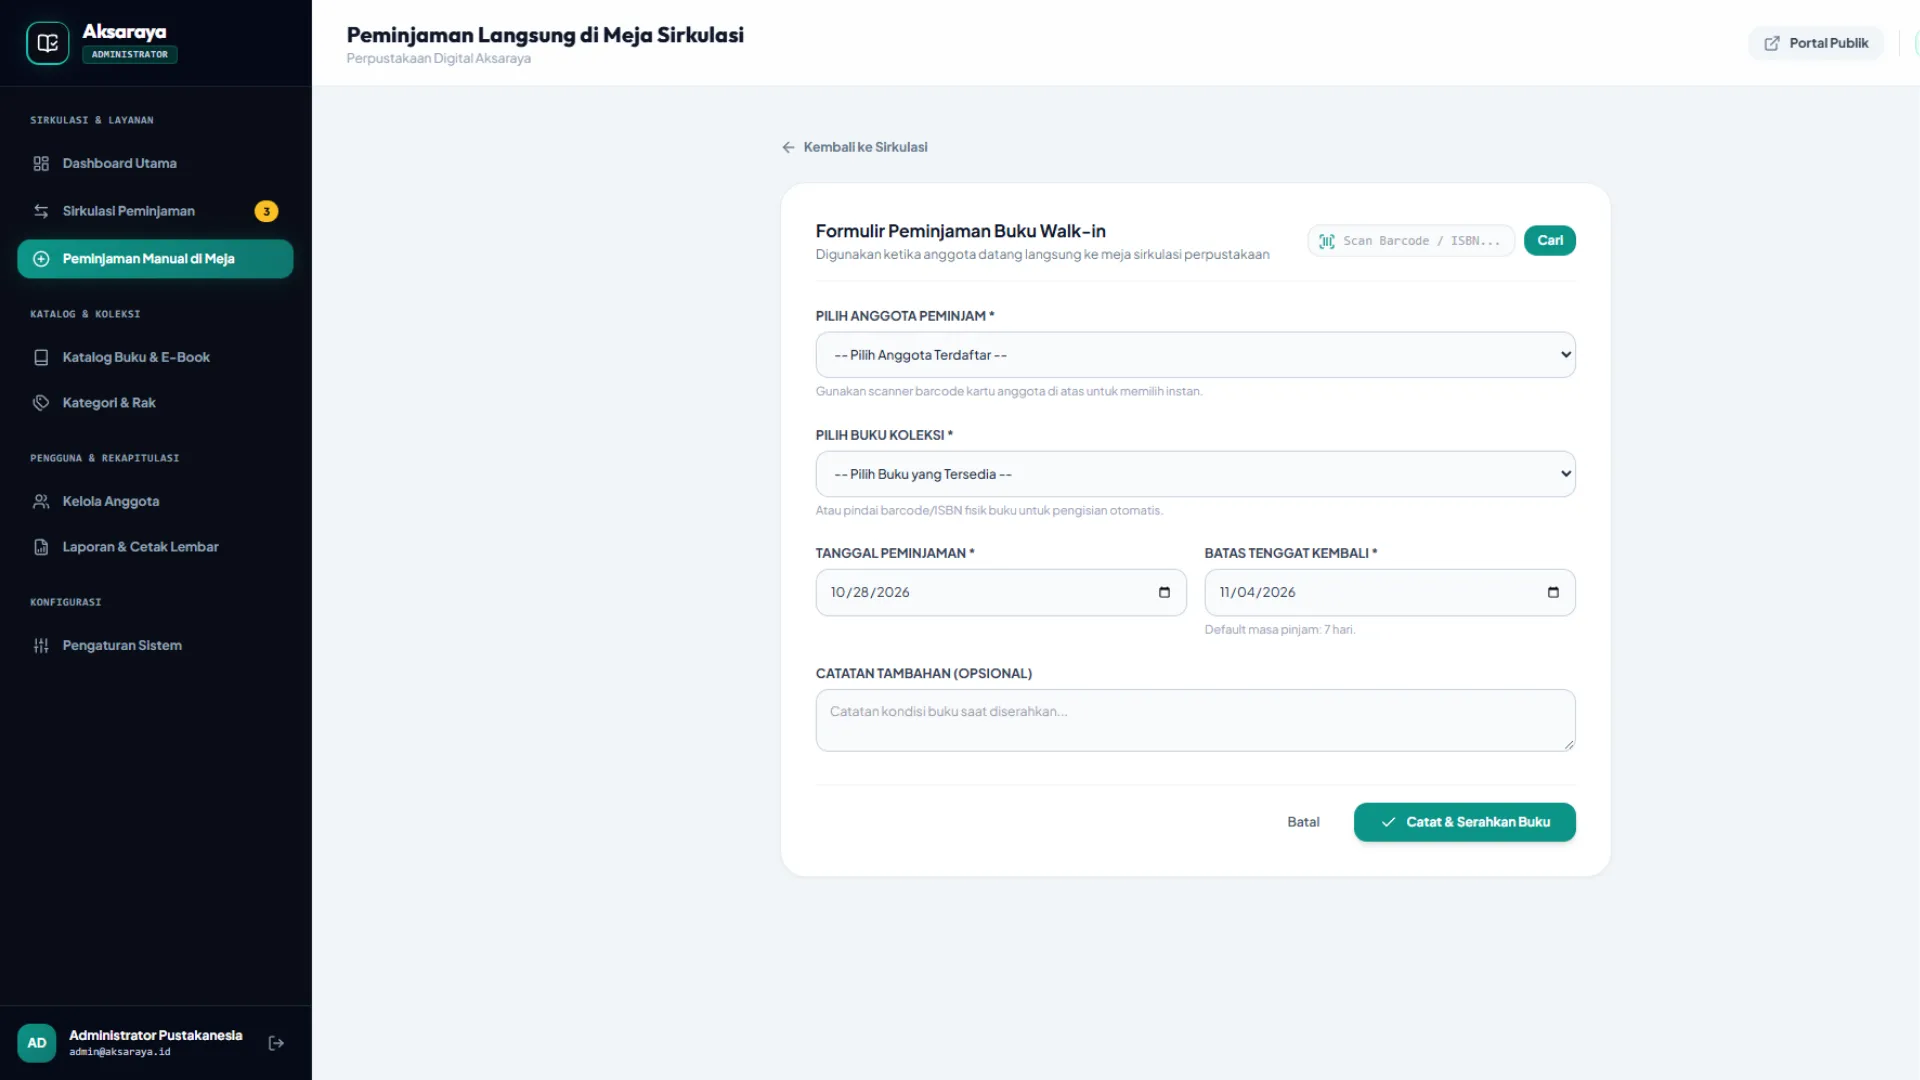 Aksaraya
ADMINISTRATOR
SIRKULASI & LAYANAN
Dashboard Utama
Sirkulasi Peminjaman
3
Peminjaman Manual di Meja
KATALOG & KOLEKSI
Katalog Buku & E-Book
Kategori & Rak
PENGGUNA & REKAPITULASI
Kelola Anggota
Laporan & Cetak Lembar
KONFIGURASI
Pengaturan Sistem
AD
Administrator Pustakanesia
admin@aksaraya.id
Peminjaman Langsung di Meja Sirkulasi
Perpustakaan Digital Aksaraya
Portal Publik
Kembali ke Sirkulasi
Formulir Peminjaman Buku Walk-in
Digunakan ketika anggota datang langsung ke meja sirkulasi perpustakaan
Scan Barcode / ISBN...
Cari
PILIH ANGGOTA PEMINJAM *
-- Pilih Anggota Terdaftar --
Gunakan scanner barcode kartu anggota di atas untuk memilih instan.
PILIH BUKU KOLEKSI *
-- Pilih Buku yang Tersedia --
Atau pindai barcode/ISBN fisik buku untuk pengisian otomatis.
TANGGAL PEMINJAMAN *
10/28/2026
BATAS TENGGAT KEMBALI *
11/04/2026
Default masa pinjam: 7 hari.
CATATAN TAMBAHAN (OPSIONAL)
Catatan kondisi buku saat diserahkan...
Batal
Catat & Serahkan Buku